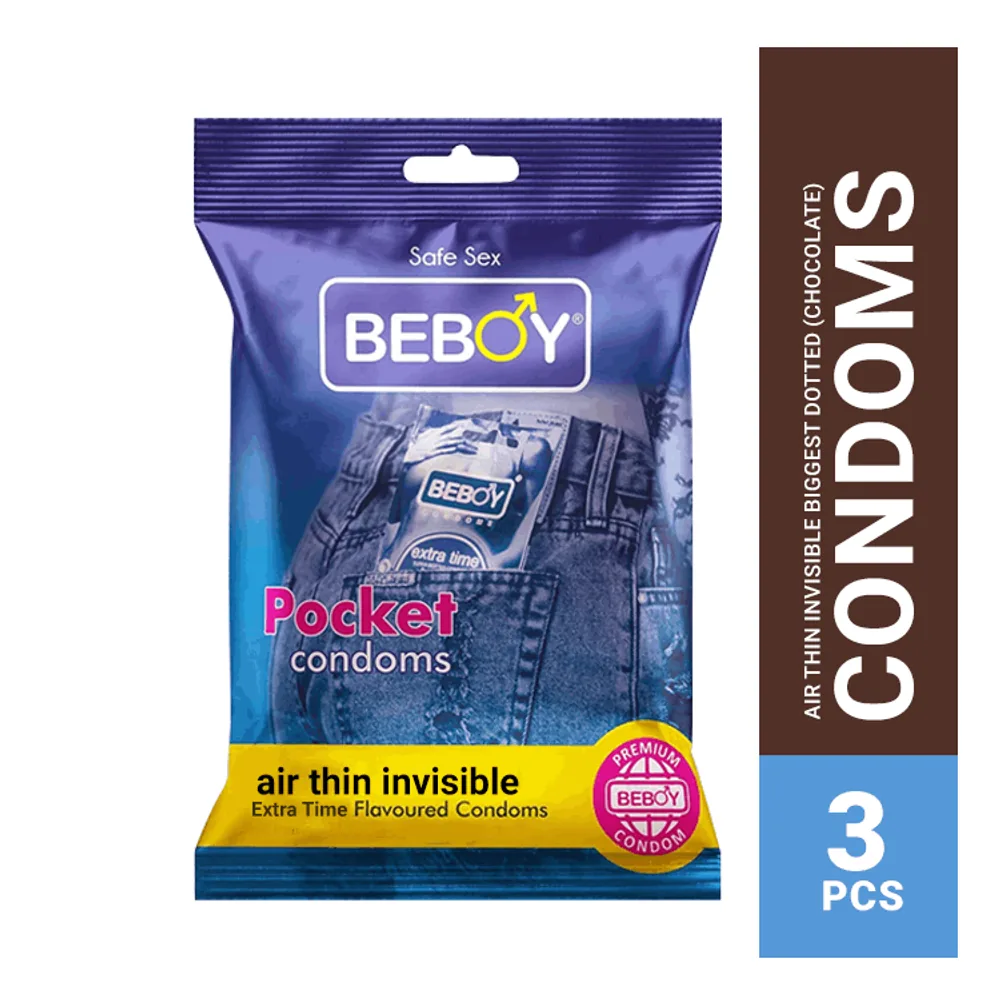 Safe Sex
BEBOY®
BEBOY
CONDOMS
extra time
Pocket
condoms
air thin invisible
Extra Time Flavoured Condoms
PREMIUM
BEBOY
CONDOM
AIR THIN INVISIBLE BIGGEST DOTTED (CHOCOLATE)
CONDOMS
3
PCS